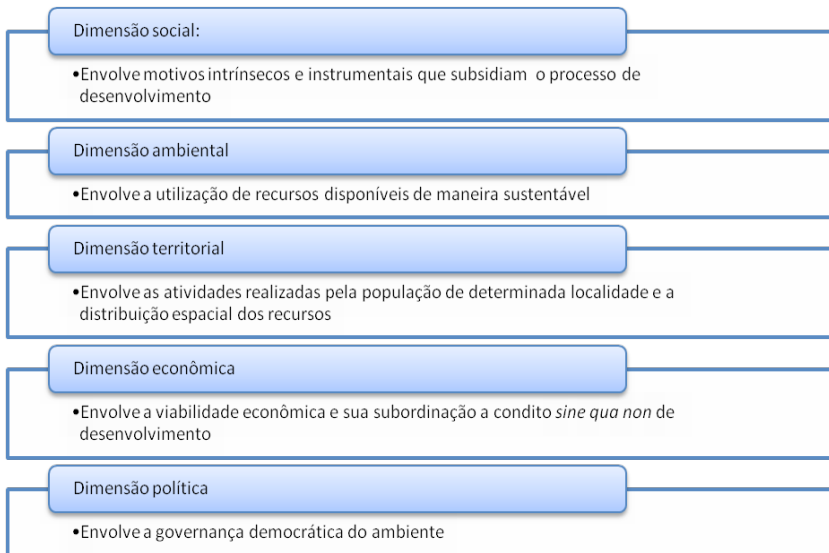 Dimensão social:
•Envolve motivos intrínsecos e instrumentais que subsidiam o processo de
desenvolvimento
Dimensão ambiental
•Envolve a utilização de recursos disponíveis de maneira sustentável
Dimensão territorial
•Envolve as atividades realizadas pela população de determinada localidade e a
distribuição espacial dos recursos
Dimensão econômica
•Envolve a viabilidade econômica e sua subordinação a condito sine qua non de
desenvolvimento
Dimensão política
•Envolve a governança democrática do ambiente